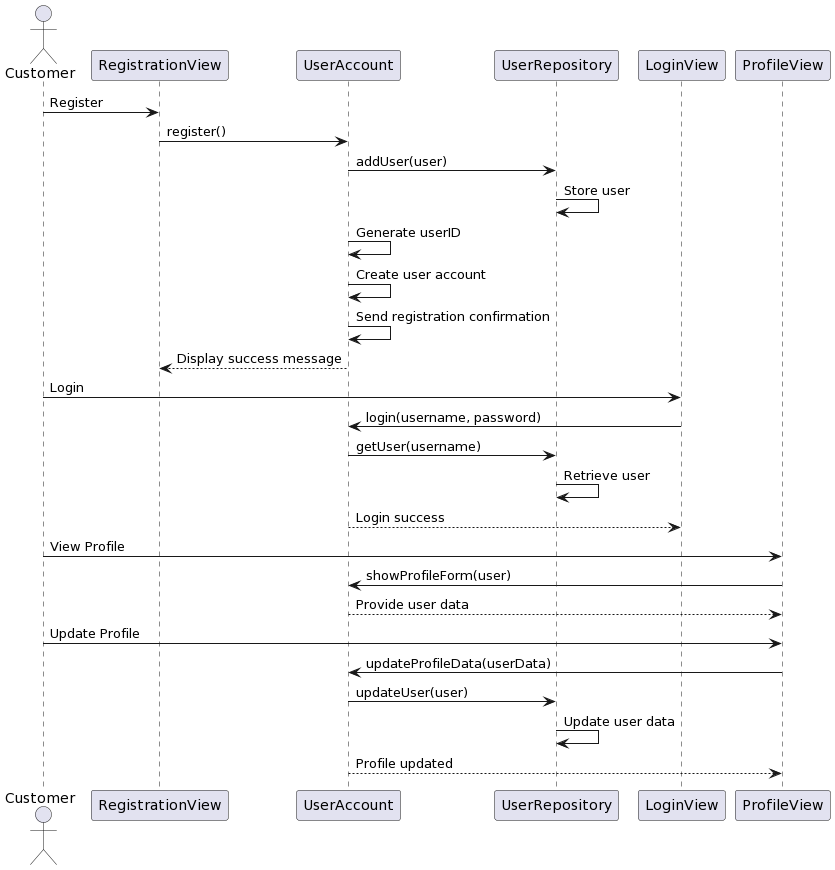 Customer
RegistrationView
UserAccount
UserRepository
LoginView
ProfileView
Register
register()
addUser(user)
Store user
Generate userID
Create user account
Send registration confirmation
Display success message
Login
login(username, password)
getUser(username)
Retrieve user
Login success
View Profile
showProfileForm(user)
Provide user data
Update Profile
updateProfileData(userData)
updateUser(user)
Update user data
Profile updated
Customer
RegistrationView
UserAccount
UserRepository
LoginView
ProfileView